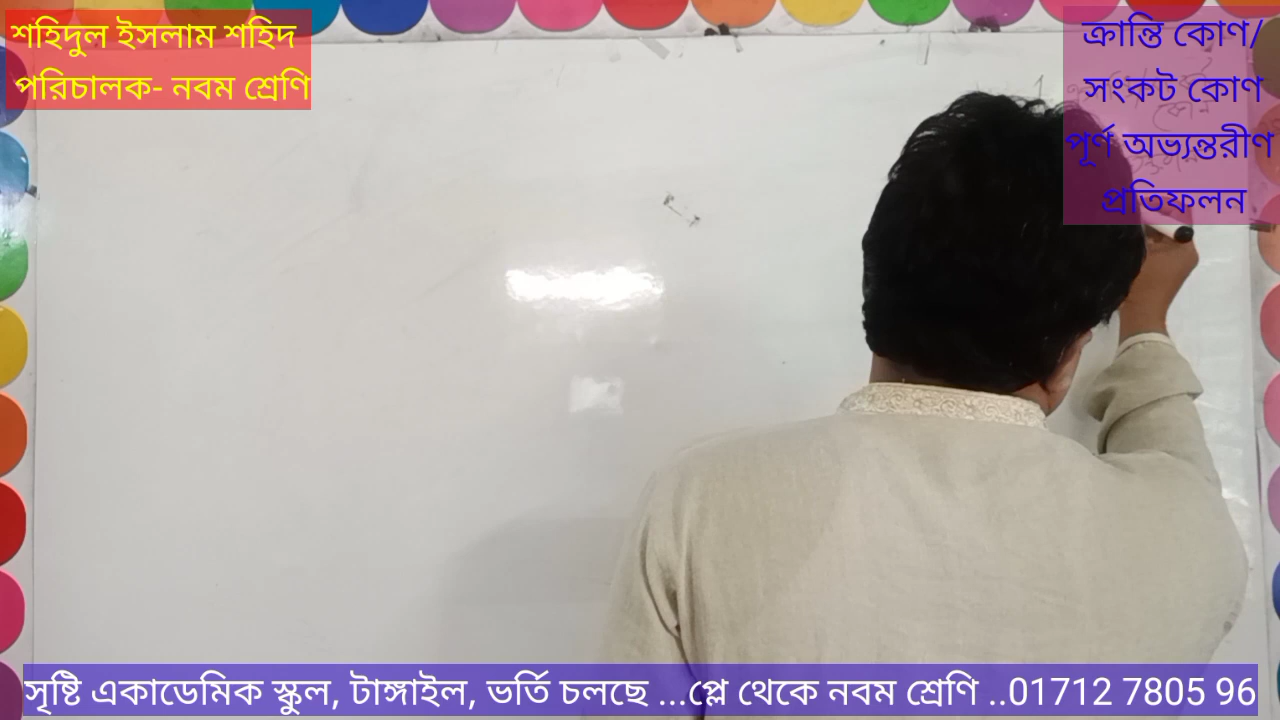 শহিদুল ইসলাম শহিদ
পরিচালক- নবম শ্রেণি
ক্রান্তি কোণ/
সংকট কোণ
পূর্ণ অভ্যন্তরীণ
প্রতিফলন
সৃষ্টি একাডেমিক স্কুল, টাঙ্গাইল, ভর্তি চলছে ...প্লে থেকে নবম শ্রেণি ..01712 7805 96